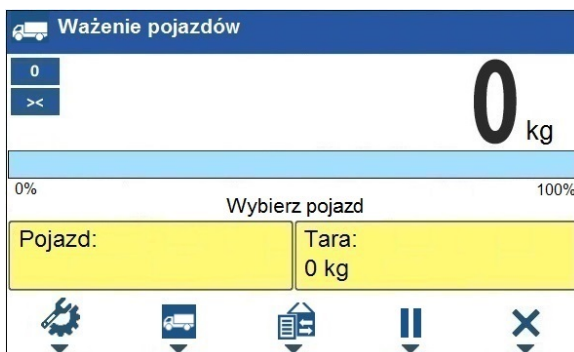 Ważenie pojazdów
0
><
0 kg
0%
100%
Wybierz pojazd
Pojazd:
Tara:
0 kg